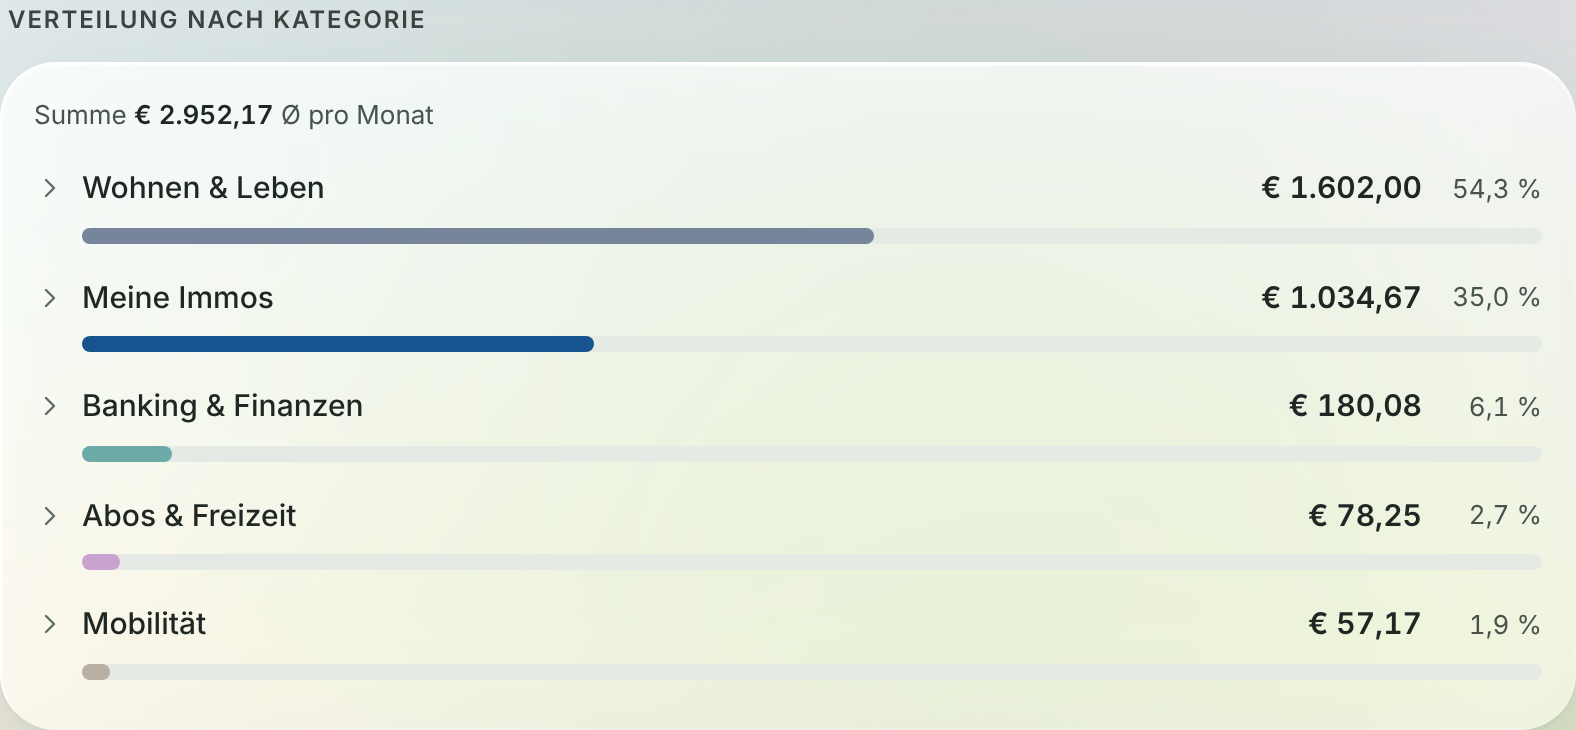 VERTEILUNG NACH KATEGORIE
Summe € 2.952,17 Ø pro Monat
Wohnen & Leben € 1.602,00 54,3 %
Meine Immos € 1.034,67 35,0 %
Banking & Finanzen € 180,08 6,1 %
Abos & Freizeit € 78,25 2,7 %
Mobilität € 57,17 1,9 %